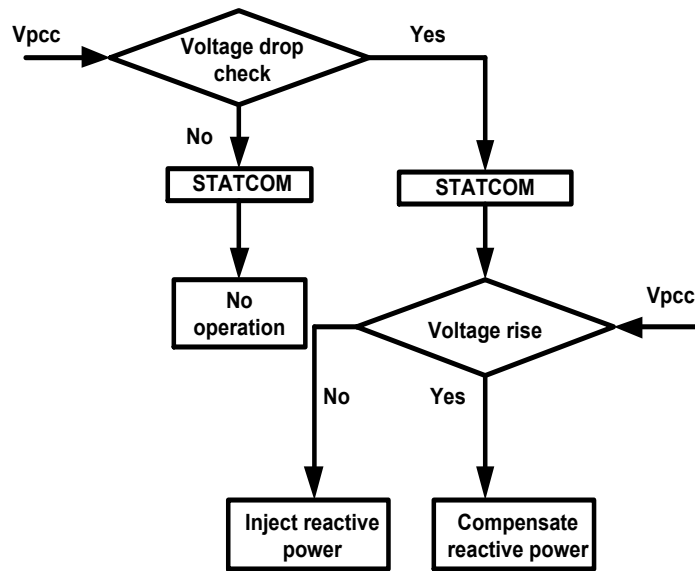 Vpcc
Voltage drop
check
Yes
No
STATCOM
STATCOM
No
operation
Vpcc
Voltage rise
No
Yes
Inject reactive
power
Compensate
reactive power